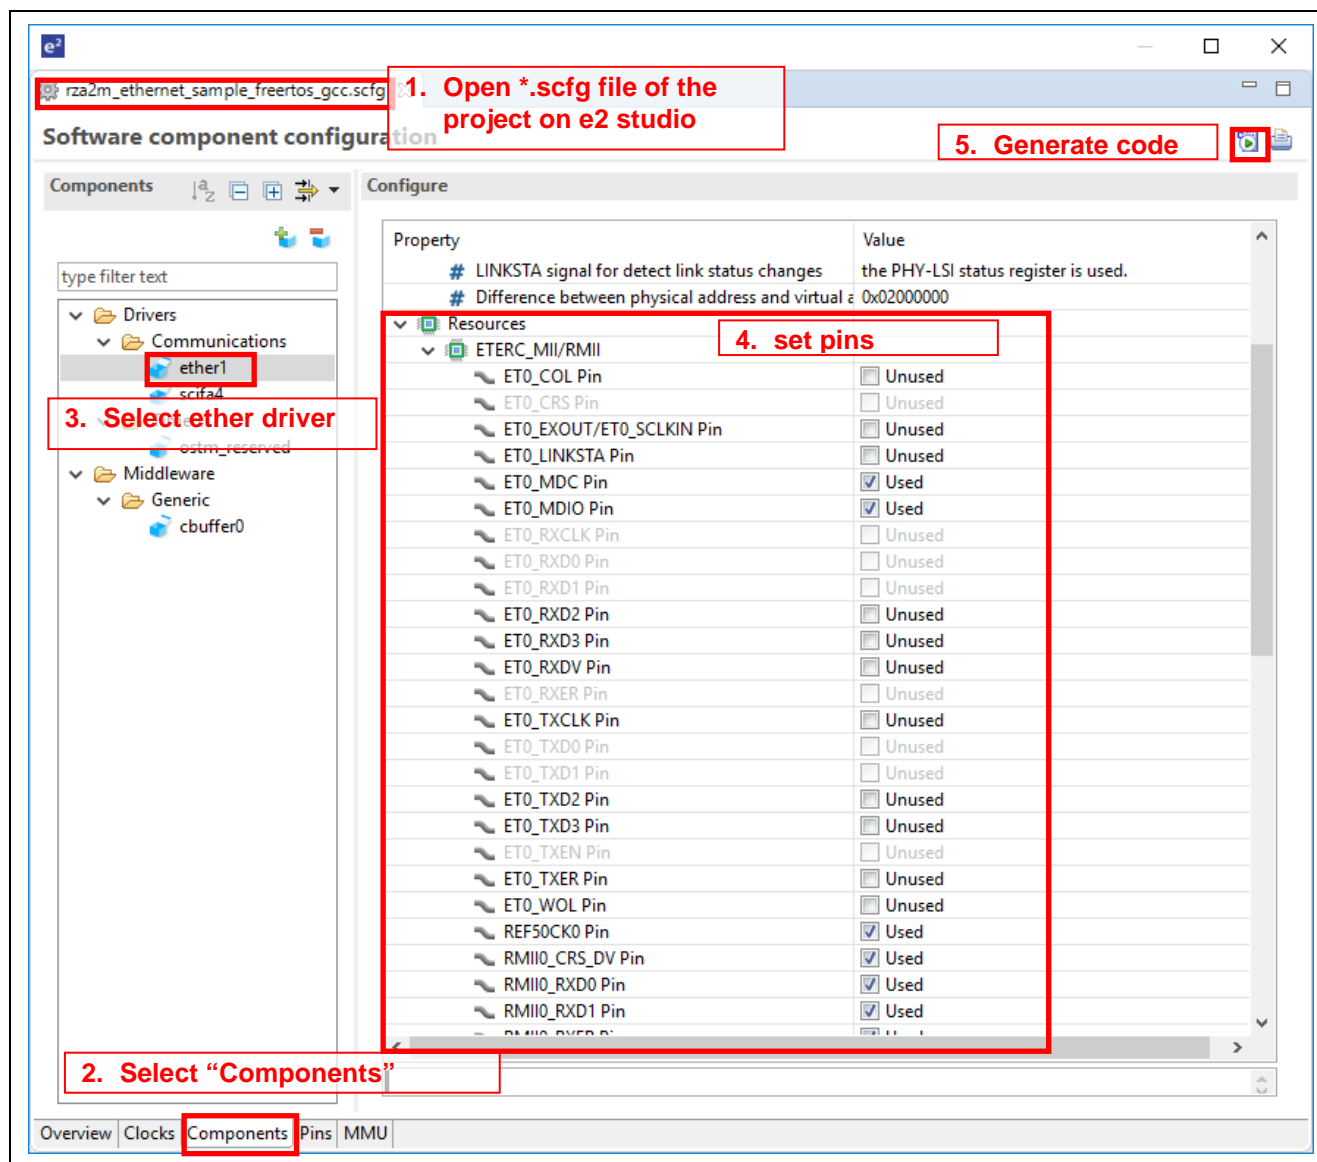 e²
rza2m_ethernet_sample_freertos_gcc.scfg
1. Open *.scfg file of the
project on e2 studio
Software component configuration
5. Generate code
Components
Configure
type filter text
Drivers
Communications
ether1
scifa4
3. Select ether driver
ostm_reserved
Middleware
Generic
cbuffer0
Property Value
# LINKSTA signal for detect link status changes the PHY-LSI status register is used.
# Difference between physical address and virtual a 0x02000000
Resources
4. set pins
ETERC_MII/RMII
ET0_COL Pin Unused
ET0_CRS Pin Unused
ET0_EXOUT/ET0_SCLKIN Pin Unused
ET0_LINKSTA Pin Unused
ET0_MDC Pin Used
ET0_MDIO Pin Used
ET0_RXCLK Pin Unused
ET0_RXD0 Pin Unused
ET0_RXD1 Pin Unused
ET0_RXD2 Pin Unused
ET0_RXD3 Pin Unused
ET0_RXDV Pin Unused
ET0_RXER Pin Unused
ET0_TXCLK Pin Unused
ET0_TXD0 Pin Unused
ET0_TXD1 Pin Unused
ET0_TXD2 Pin Unused
ET0_TXD3 Pin Unused
ET0_TXEN Pin Unused
ET0_TXER Pin Unused
ET0_WOL Pin Unused
REF50CK0 Pin Used
RMII0_CRS_DV Pin Used
RMII0_RXD0 Pin Used
RMII0_RXD1 Pin Used
2. Select “Components”
Overview Clocks Components Pins MMU